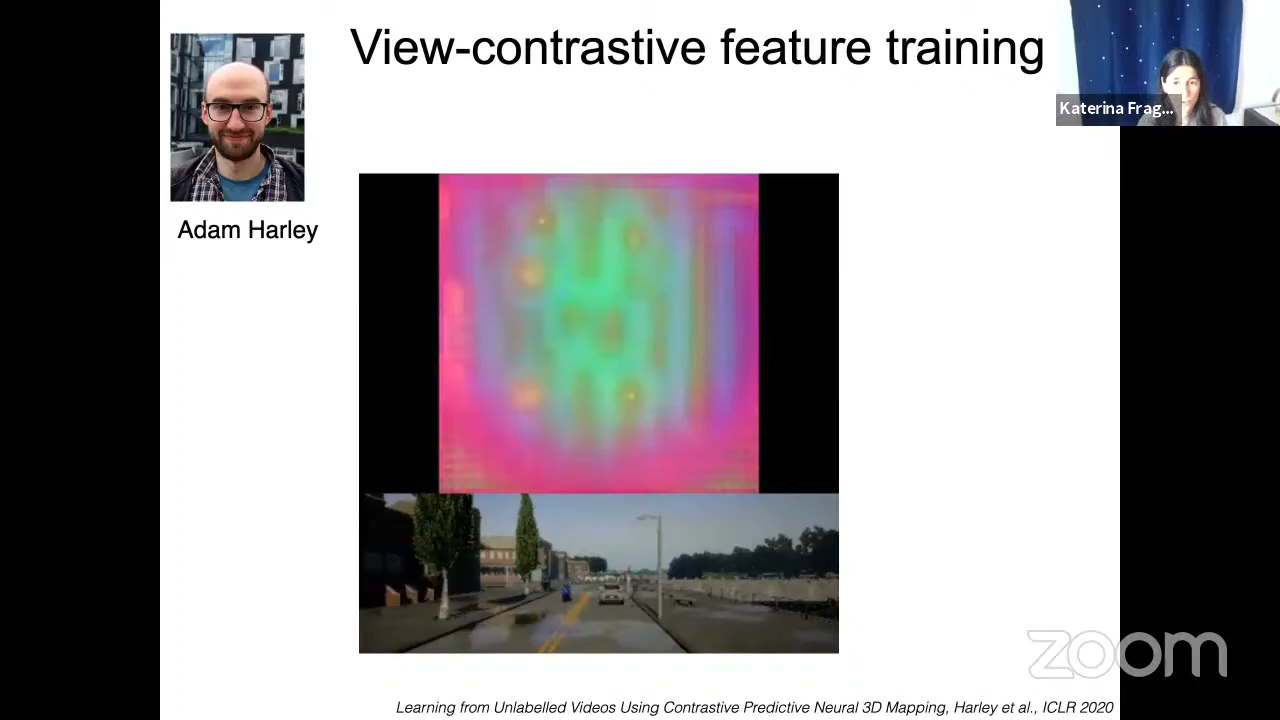 View-contrastive feature training
Katerina Frag...
Adam Harley
zoom
Learning from Unlabelled Videos Using Contrastive Predictive Neural 3D Mapping, Harley et al., ICLR 2020